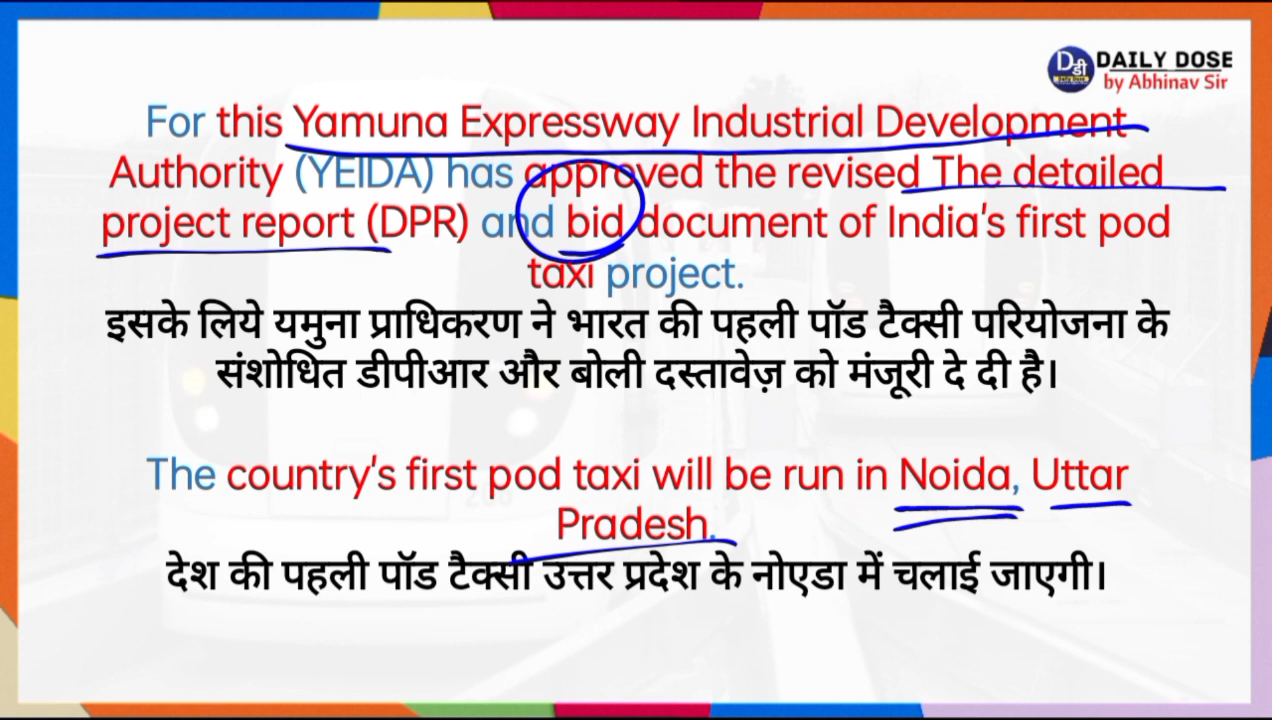 DAILY DOSE
by Abhinav Sir
For this Yamuna Expressway Industrial Development
Authority (YEIDA) has approved the revised The detailed
project report (DPR) and bid document of India's first pod
taxi project.
इसके लिये यमुना प्राधिकरण ने भारत की पहली पॉड टैक्सी परियोजना के
संशोधित डीपीआर और बोली दस्तावेज़ को मंजूरी दे दी है।
The country's first pod taxi will be run in Noida, Uttar
Pradesh.
देश की पहली पॉड टैक्सी उत्तर प्रदेश के नोएडा में चलाई जाएगी।